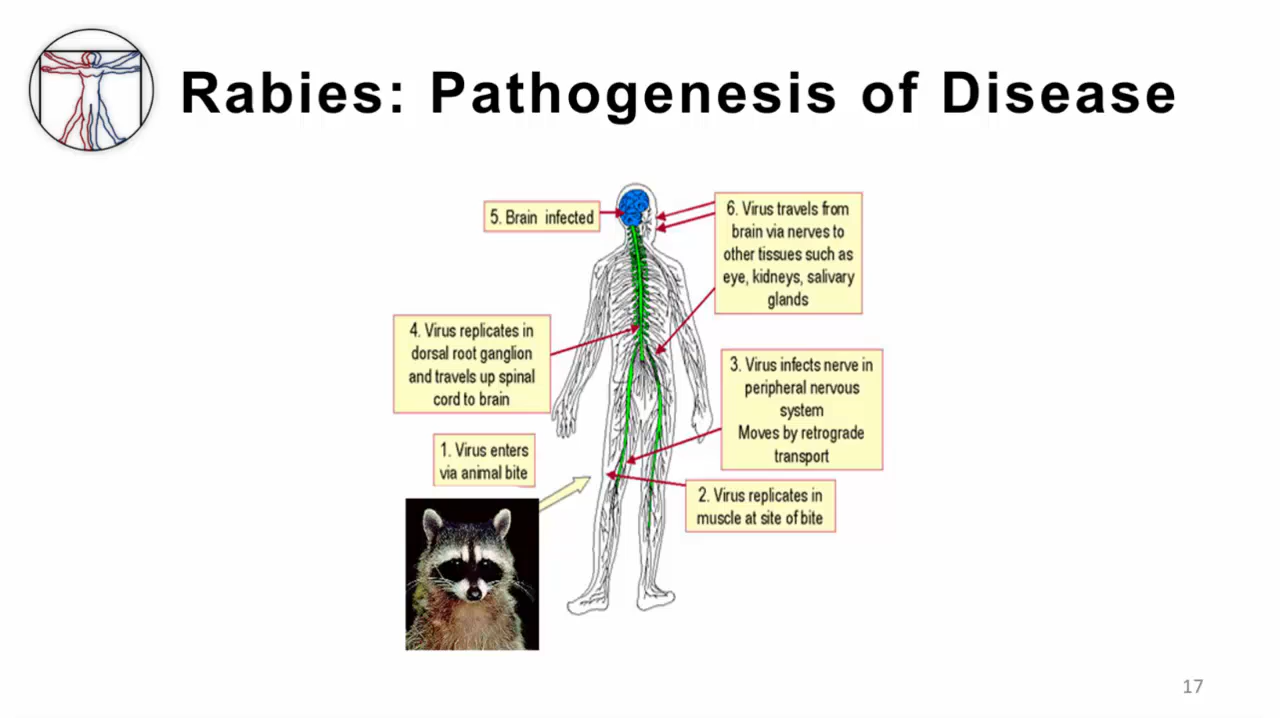 Rabies: Pathogenesis of Disease
5. Brain infected
6. Virus travels from
brain via nerves to
other tissues such as
eye, kidneys, salivary
glands
4. Virus replicates in
dorsal root ganglion
and travels up spinal
cord to brain
3. Virus infects nerve in
peripheral nervous
system
Moves by retrograde
transport
1. Virus enters
via animal bite
2. Virus replicates in
muscle at site of bite
17